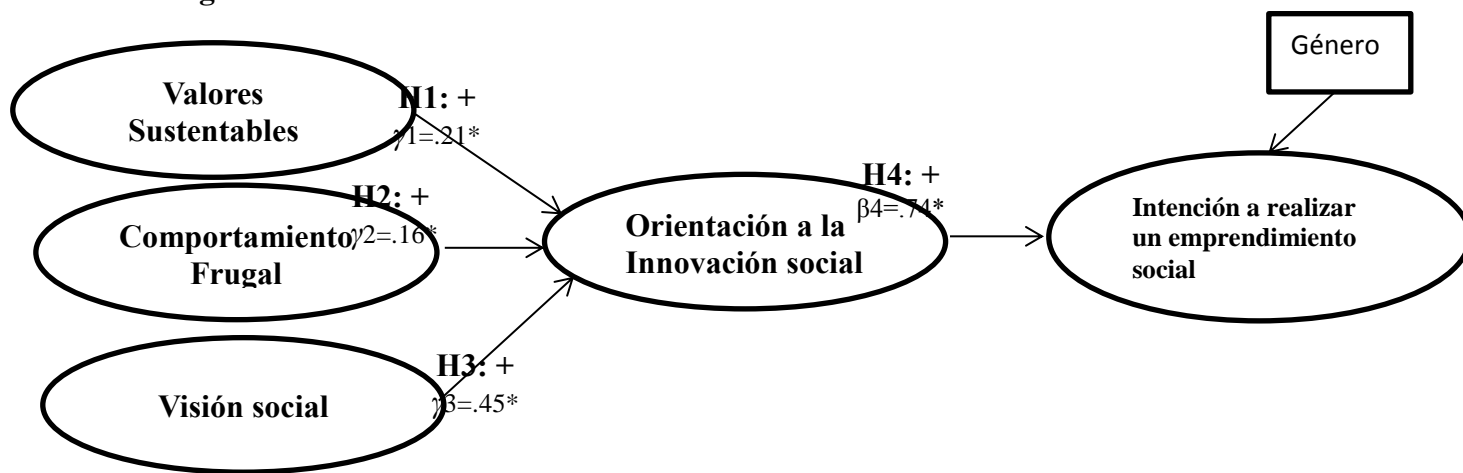 Género
Valores
Sustentables
H1: +
γ1=.21*
Comportamiento
Frugal
H2: +
γ2=.16*
Visión social
H3: +
γ3=.45*
Orientación a la
Innovación social
H4: +
β4=.74*
Intención a realizar
un emprendimiento
social